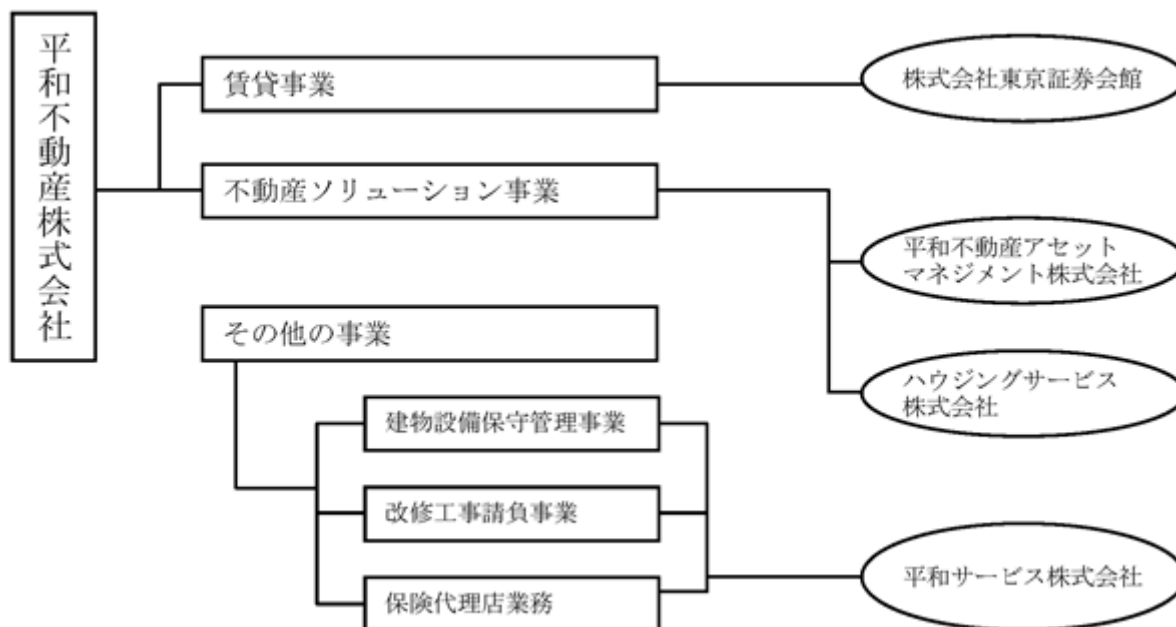 平和不動産株式会社
賃貸事業
株式会社東京証券会館
不動産ソリューション事業
平和不動産アセット
マネジメント株式会社
ハウジングサービス
株式会社
その他の事業
建物設備保守管理事業
改修工事請負事業
保険代理店業務
平和サービス株式会社